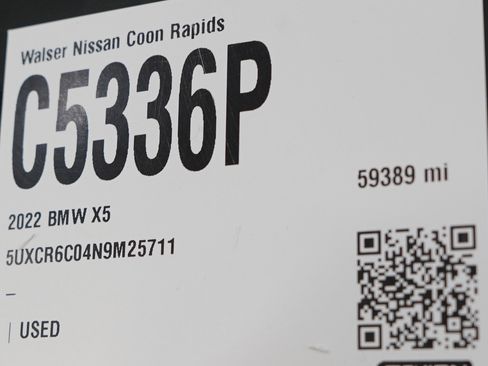 Walser Nissan Coon Rapids
C5336P
59389 mi
2022 BMW X5
5UXCR6C04N9M25711
–
| USED